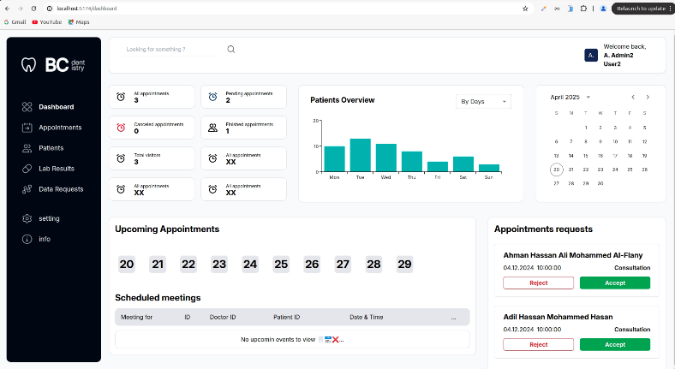 localhost:5174/dashboard
Relaunch to update
Gmail
YouTube
Maps
BC dent
istry
Dashboard
Appointments
Patients
Lab Results
Data Requests
setting
info
Looking for something ?
A.
Welcome back,
A. Admin2
User2
All appointments
3
Pending appointments
2
Canceled appointments
0
Finished appointments
1
Total visitors
3
All appointments
XX
All appointments
XX
All appointments
XX
Patients Overview
By Days
20
10
0
Mon Tue Wed Thu Fri Sat Sun
April 2025
S M T W T F S
1 2 3 4 5
6 7 8 9 10 11 12
13 14 15 16 17 18 19
20 21 22 23 24 25 26
27 28 29 30
Upcoming Appointments
20 21 22 23 24 25 26 27 28 29
Scheduled meetings
Meeting for ID Doctor ID Patient ID Date & Time ...
No upcomin events to view ...
Appointments requests
Ahman Hassan Ali Mohammed Al-Flany
04.12.2024 10:00:00 Consultation
Reject Accept
Adil Hassan Mohammed Hasan
04.12.2024 10:00:00 Consultation
Reject Accept